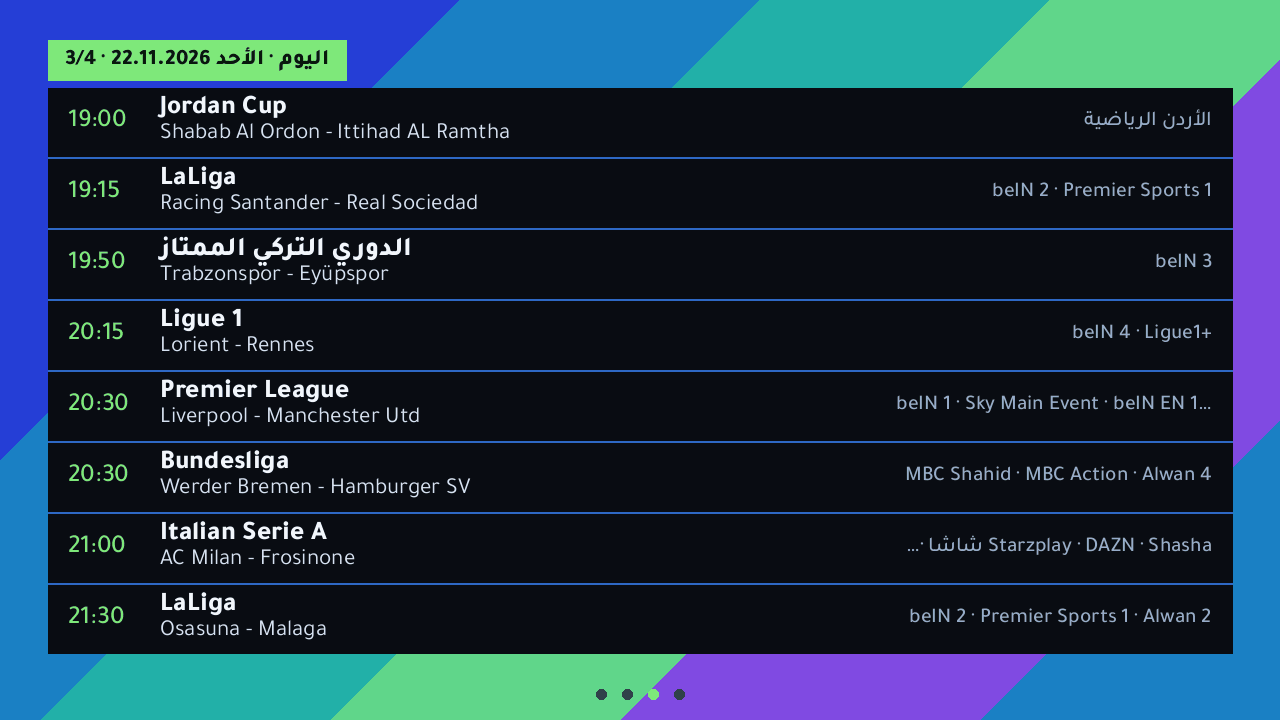 اليوم · الأحد 22.11.2026 · 3/4
19:00
Jordan Cup
Shabab Al Ordon - Ittihad AL Ramtha
الأردن الرياضية
19:15
LaLiga
Racing Santander - Real Sociedad
beIN 2 · Premier Sports 1
19:50
الدوري التركي الممتاز
Trabzonspor - Eyüpspor
beIN 3
20:15
Ligue 1
Lorient - Rennes
beIN 4 · Ligue1+
20:30
Premier League
Liverpool - Manchester Utd
beIN 1 · Sky Main Event · beIN EN 1…
20:30
Bundesliga
Werder Bremen - Hamburger SV
MBC Shahid · MBC Action · Alwan 4
21:00
Italian Serie A
AC Milan - Frosinone
Starzplay · DAZN · Shasha شاشا ·…
21:30
LaLiga
Osasuna - Malaga
beIN 2 · Premier Sports 1 · Alwan 2